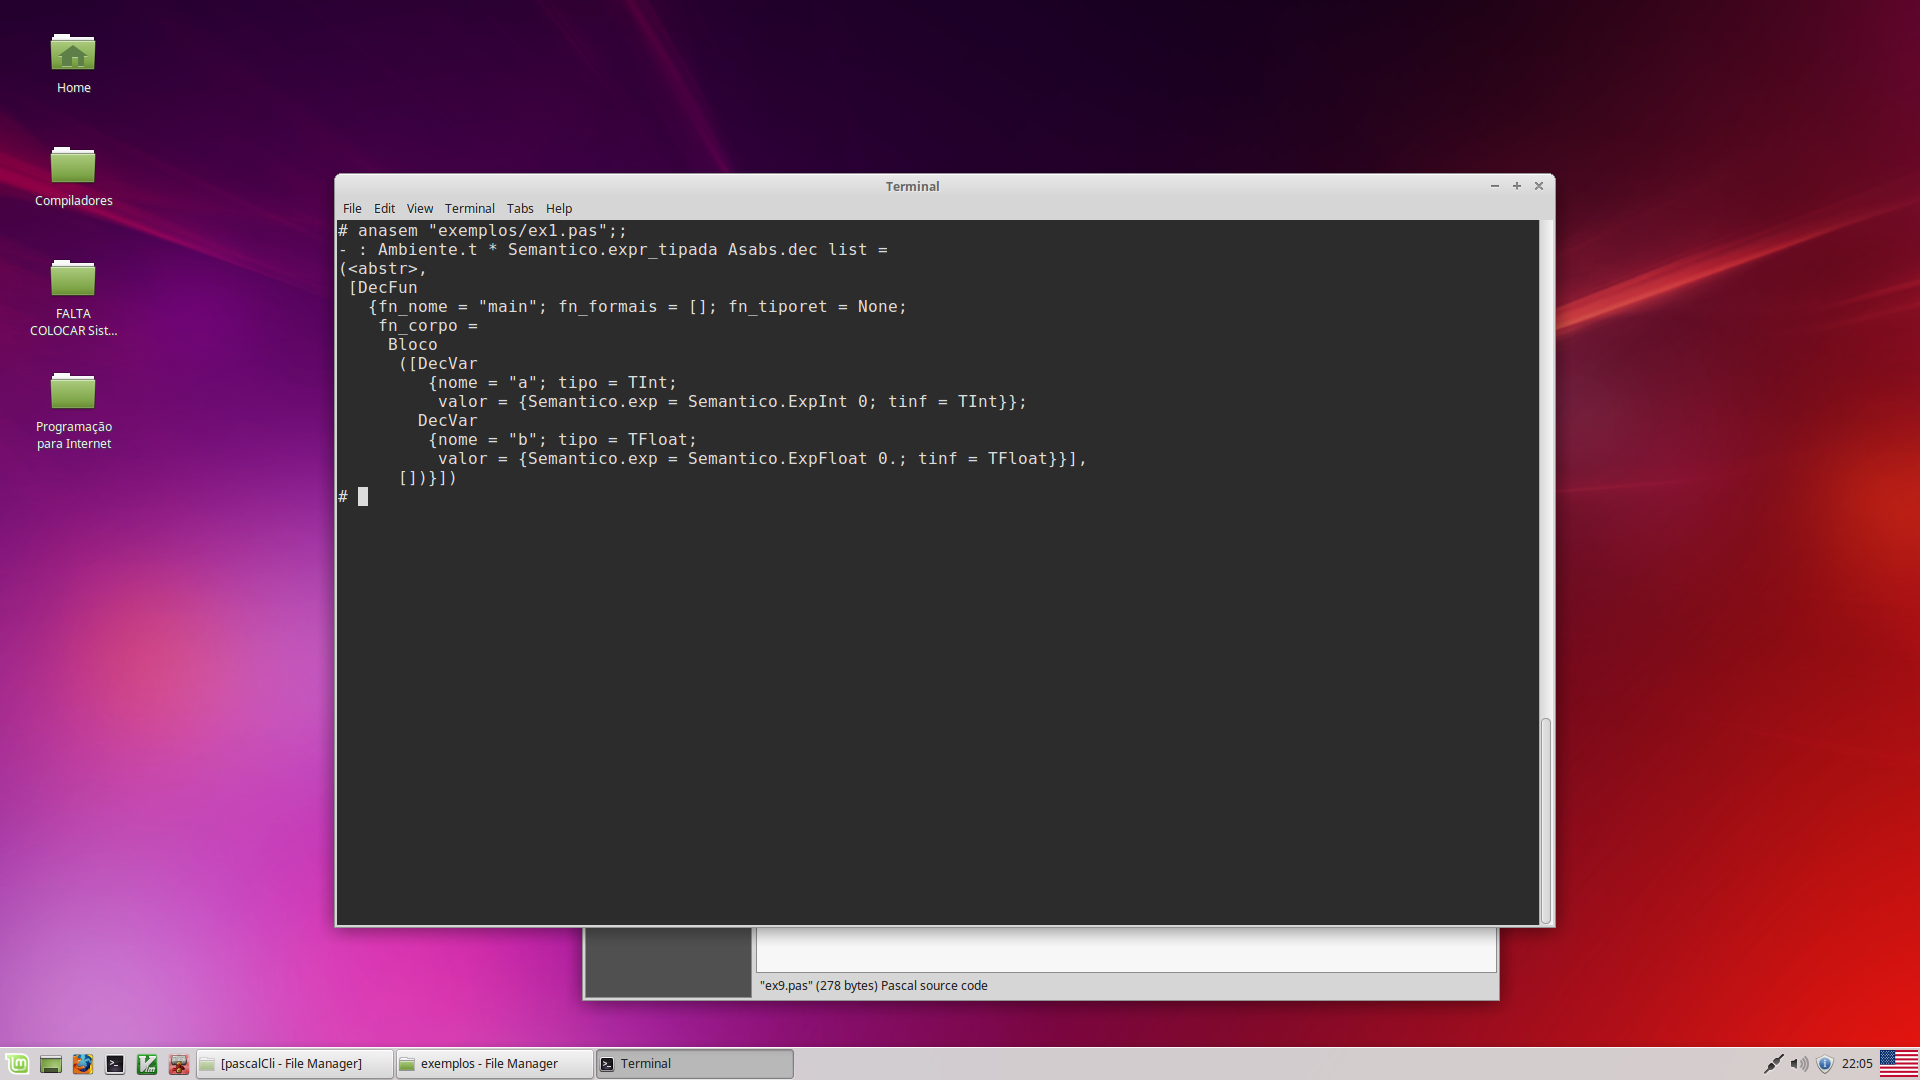 Home
Compiladores
FALTA
COLOCAR Sist...
Programação
para Internet
Terminal
File Edit View Terminal Tabs Help
# anasem "exemplos/ex1.pas";;
- : Ambiente.t * Semantico.expr_tipada Asabs.dec list =
(<abstr>,
 [DecFun
   {fn_nome = "main"; fn_formais = []; fn_tiporet = None;
    fn_corpo =
     Bloco
      ([DecVar
         {nome = "a"; tipo = TInt;
          valor = {Semantico.exp = Semantico.ExpInt 0; tinf = TInt}};
        DecVar
         {nome = "b"; tipo = TFloat;
          valor = {Semantico.exp = Semantico.ExpFloat 0.; tinf = TFloat}}],
      [])}])
#
"ex9.pas" (278 bytes) Pascal source code
[pascalCli - File Manager]
exemplos - File Manager
Terminal
22:05